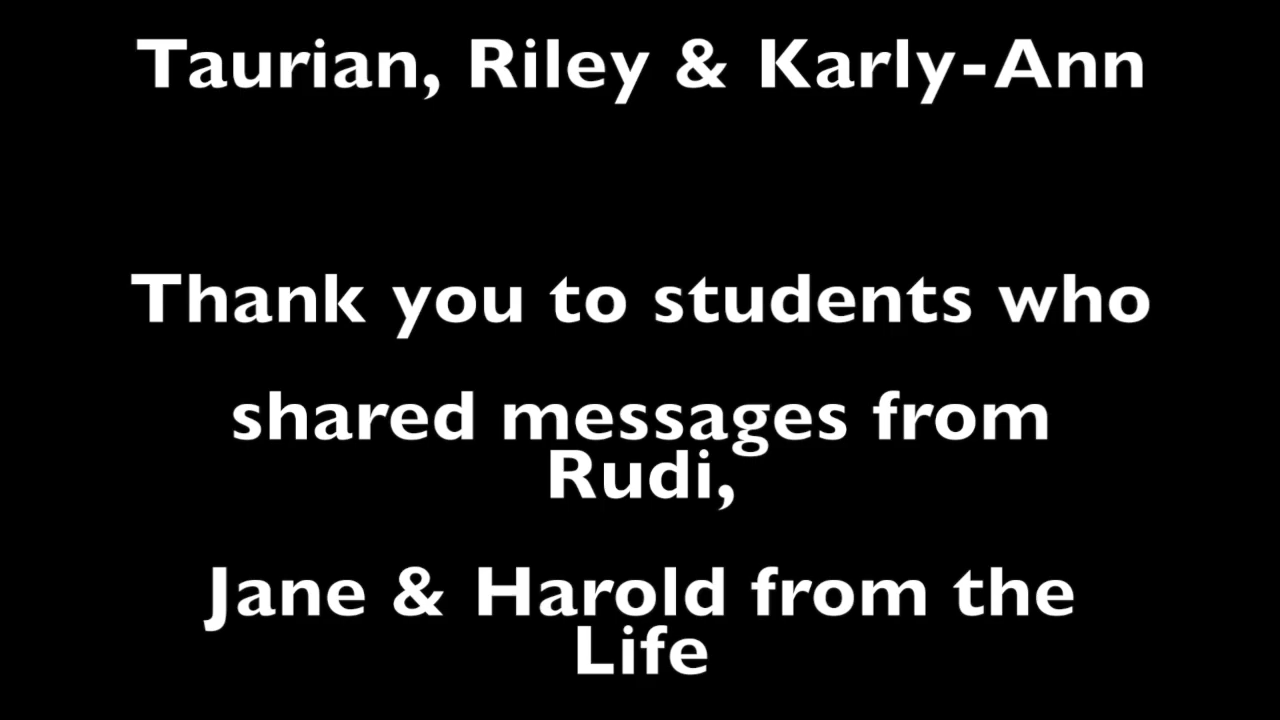 Taurian, Riley & Karly-Ann
Thank you to students who
shared messages from
Rudi,
Jane & Harold from the
Life